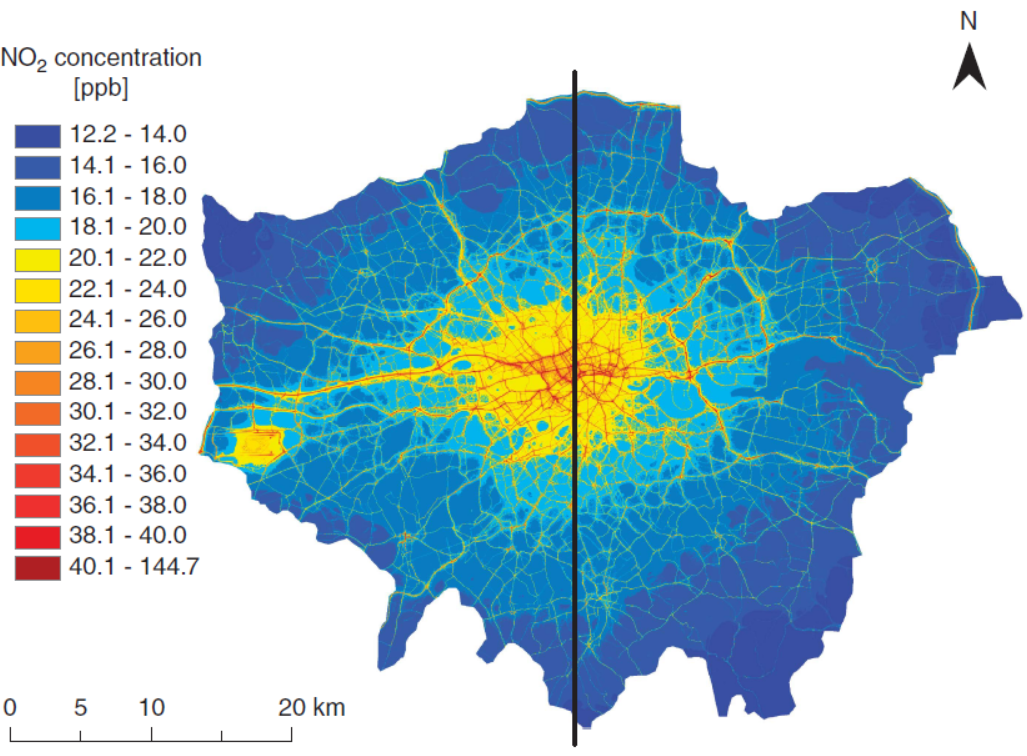 N
NO₂ concentration
[ppb]
12.2 - 14.0
14.1 - 16.0
16.1 - 18.0
18.1 - 20.0
20.1 - 22.0
22.1 - 24.0
24.1 - 26.0
26.1 - 28.0
28.1 - 30.0
30.1 - 32.0
32.1 - 34.0
34.1 - 36.0
36.1 - 38.0
38.1 - 40.0
40.1 - 144.7
0 5 10 20 km